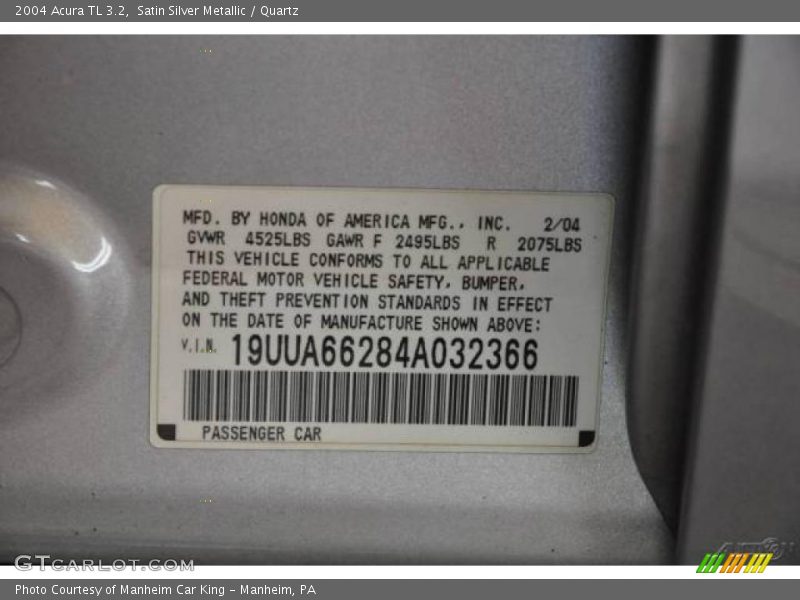 2004 Acura TL 3.2, Satin Silver Metallic / Quartz
MFD. BY HONDA OF AMERICA MFG., INC. 2/04
GVWR 4525LBS GAWR F 2495LBS R 2075LBS
THIS VEHICLE CONFORMS TO ALL APPLICABLE
FEDERAL MOTOR VEHICLE SAFETY, BUMPER,
AND THEFT PREVENTION STANDARDS IN EFFECT
ON THE DATE OF MANUFACTURE SHOWN ABOVE:
V.I.N. 19UUA66284A032366
PASSENGER CAR
GTCARLOT.COM
Photo Courtesy of Manheim Car King - Manheim, PA